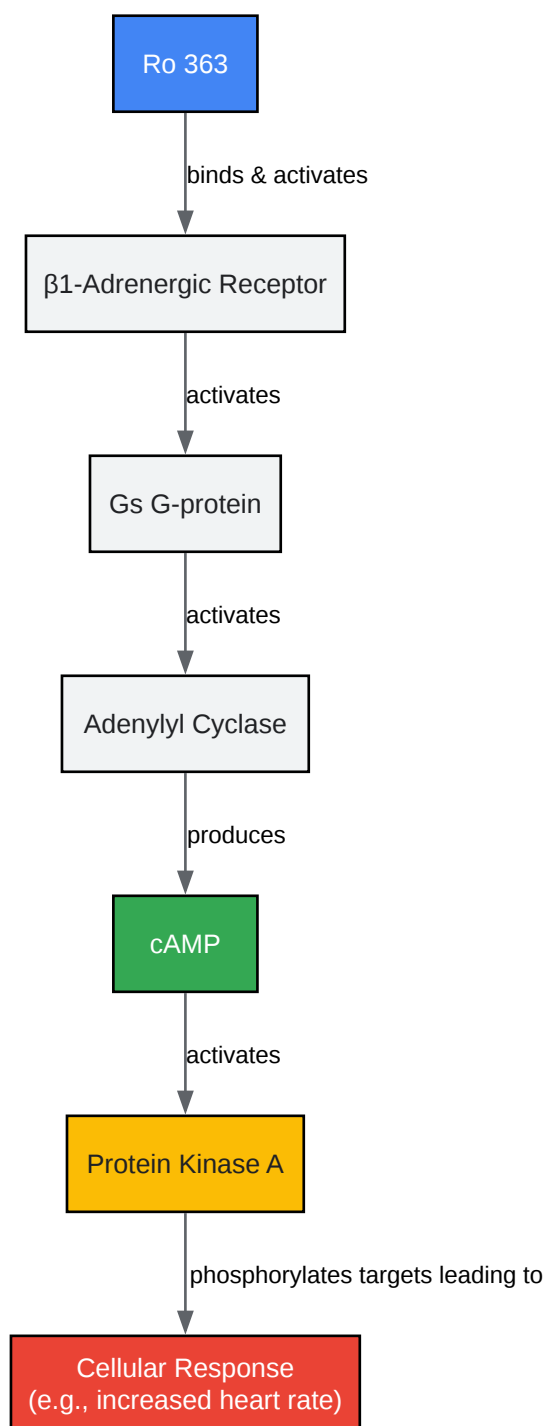 Ro 363
binds & activates
β1-Adrenergic Receptor
activates
Gs G-protein
activates
Adenylyl Cyclase
produces
cAMP
activates
Protein Kinase A
phosphorylates targets leading to
Cellular Response
(e.g., increased heart rate)